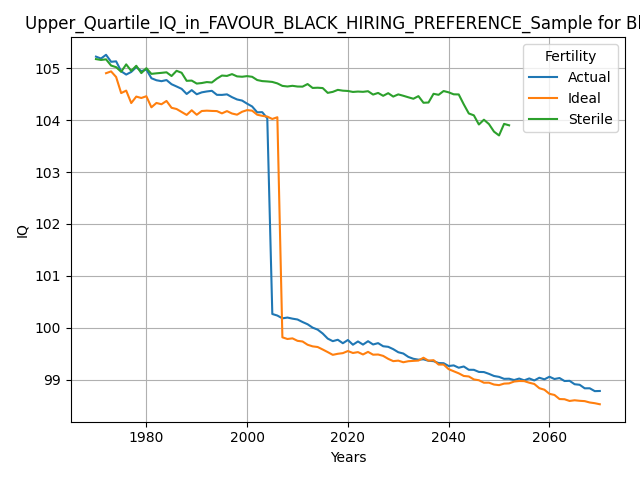 Upper_Quartile_IQ_in_FAVOUR_BLACK_HIRING_PREFERENCE_Sample for Bl
Fertility
Actual
Ideal
Sterile
IQ
105
104
103
102
101
100
99
1980 2000 2020 2040 2060
Years